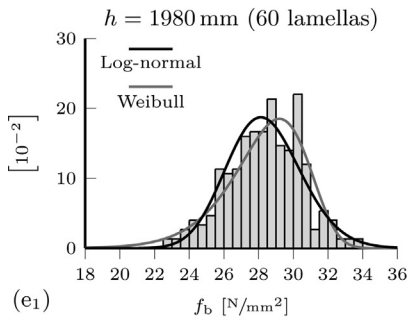 h = 1980 mm (60 lamellas)
30
Log-normal
Weibull
20
[10⁻²]
10
0
18 20 22 24 26 28 30 32 34 36
(e₁)
f_b [N/mm²]